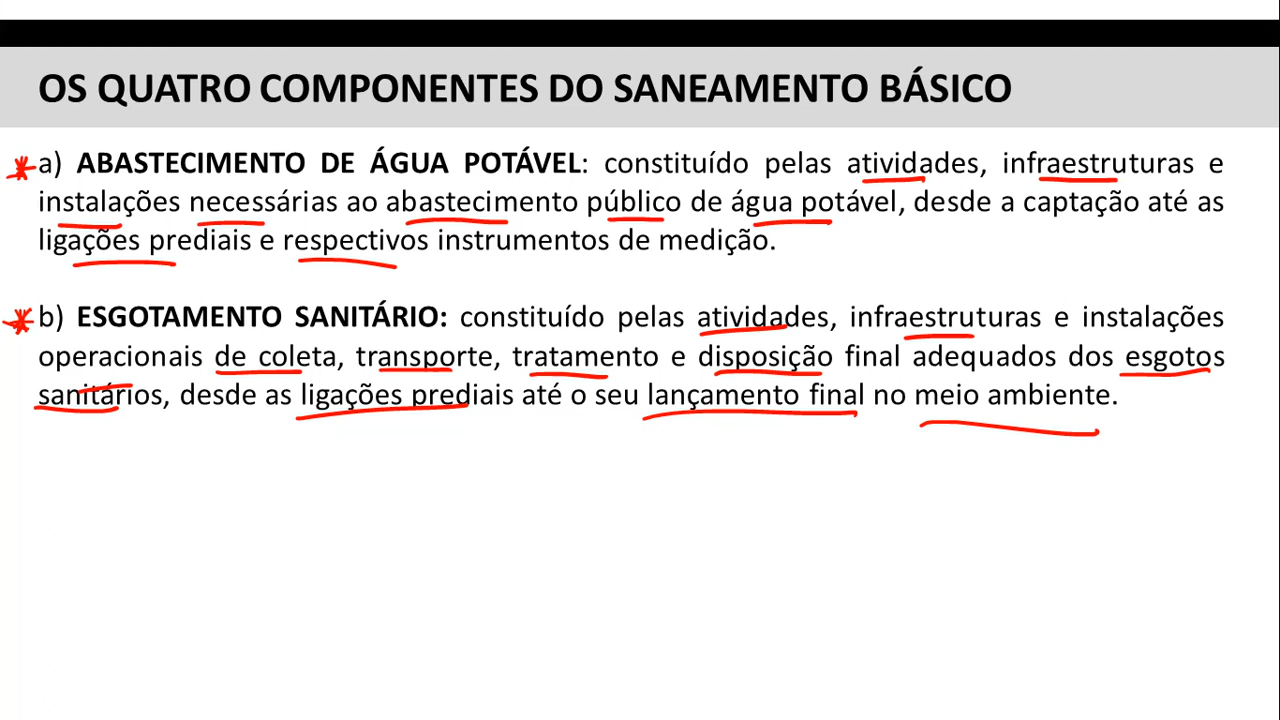 OS QUATRO COMPONENTES DO SANEAMENTO BÁSICO
a) ABASTECIMENTO DE ÁGUA POTÁVEL: constituído pelas atividades, infraestruturas e
instalações necessárias ao abastecimento público de água potável, desde a captação até as
ligações prediais e respectivos instrumentos de medição.
b) ESGOTAMENTO SANITÁRIO: constituído pelas atividades, infraestruturas e instalações
operacionais de coleta, transporte, tratamento e disposição final adequados dos esgotos
sanitários, desde as ligações prediais até o seu lançamento final no meio ambiente.